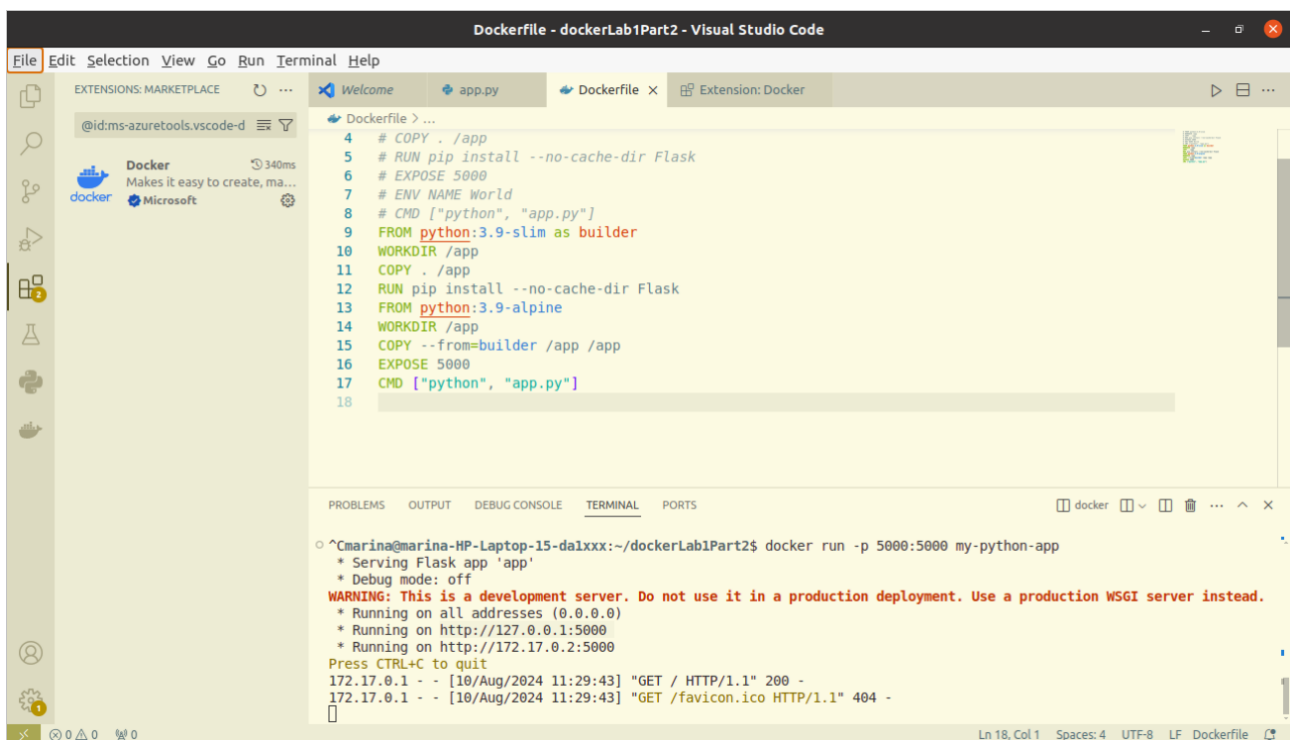 Dockerfile - dockerLab1Part2 - Visual Studio Code
File Edit Selection View Go Run Terminal Help
EXTENSIONS: MARKETPLACE
Welcome
app.py
Dockerfile
Extension: Docker
@id:ms-azuretools.vscode-d
Docker
340ms
Makes it easy to create, ma...
docker
Microsoft
2
1
Dockerfile > ...
4 # COPY . /app
5 # RUN pip install --no-cache-dir Flask
6 # EXPOSE 5000
7 # ENV NAME World
8 # CMD ["python", "app.py"]
9 FROM python:3.9-slim as builder
10 WORKDIR /app
11 COPY . /app
12 RUN pip install --no-cache-dir Flask
13 FROM python:3.9-alpine
14 WORKDIR /app
15 COPY --from=builder /app /app
16 EXPOSE 5000
17 CMD ["python", "app.py"]
18
PROBLEMS OUTPUT DEBUG CONSOLE TERMINAL PORTS
docker
^Cmarina@marina-HP-Laptop-15-da1xxx:~/dockerLab1Part2$ docker run -p 5000:5000 my-python-app
* Serving Flask app 'app'
* Debug mode: off
WARNING: This is a development server. Do not use it in a production deployment. Use a production WSGI server instead.
* Running on all addresses (0.0.0.0)
* Running on http://127.0.0.1:5000
* Running on http://172.17.0.2:5000
Press CTRL+C to quit
172.17.0.1 - - [10/Aug/2024 11:29:43] "GET / HTTP/1.1" 200 -
172.17.0.1 - - [10/Aug/2024 11:29:43] "GET /favicon.ico HTTP/1.1" 404 -
0 0 0
Ln 18, Col 1 Spaces: 4 UTF-8 LF Dockerfile